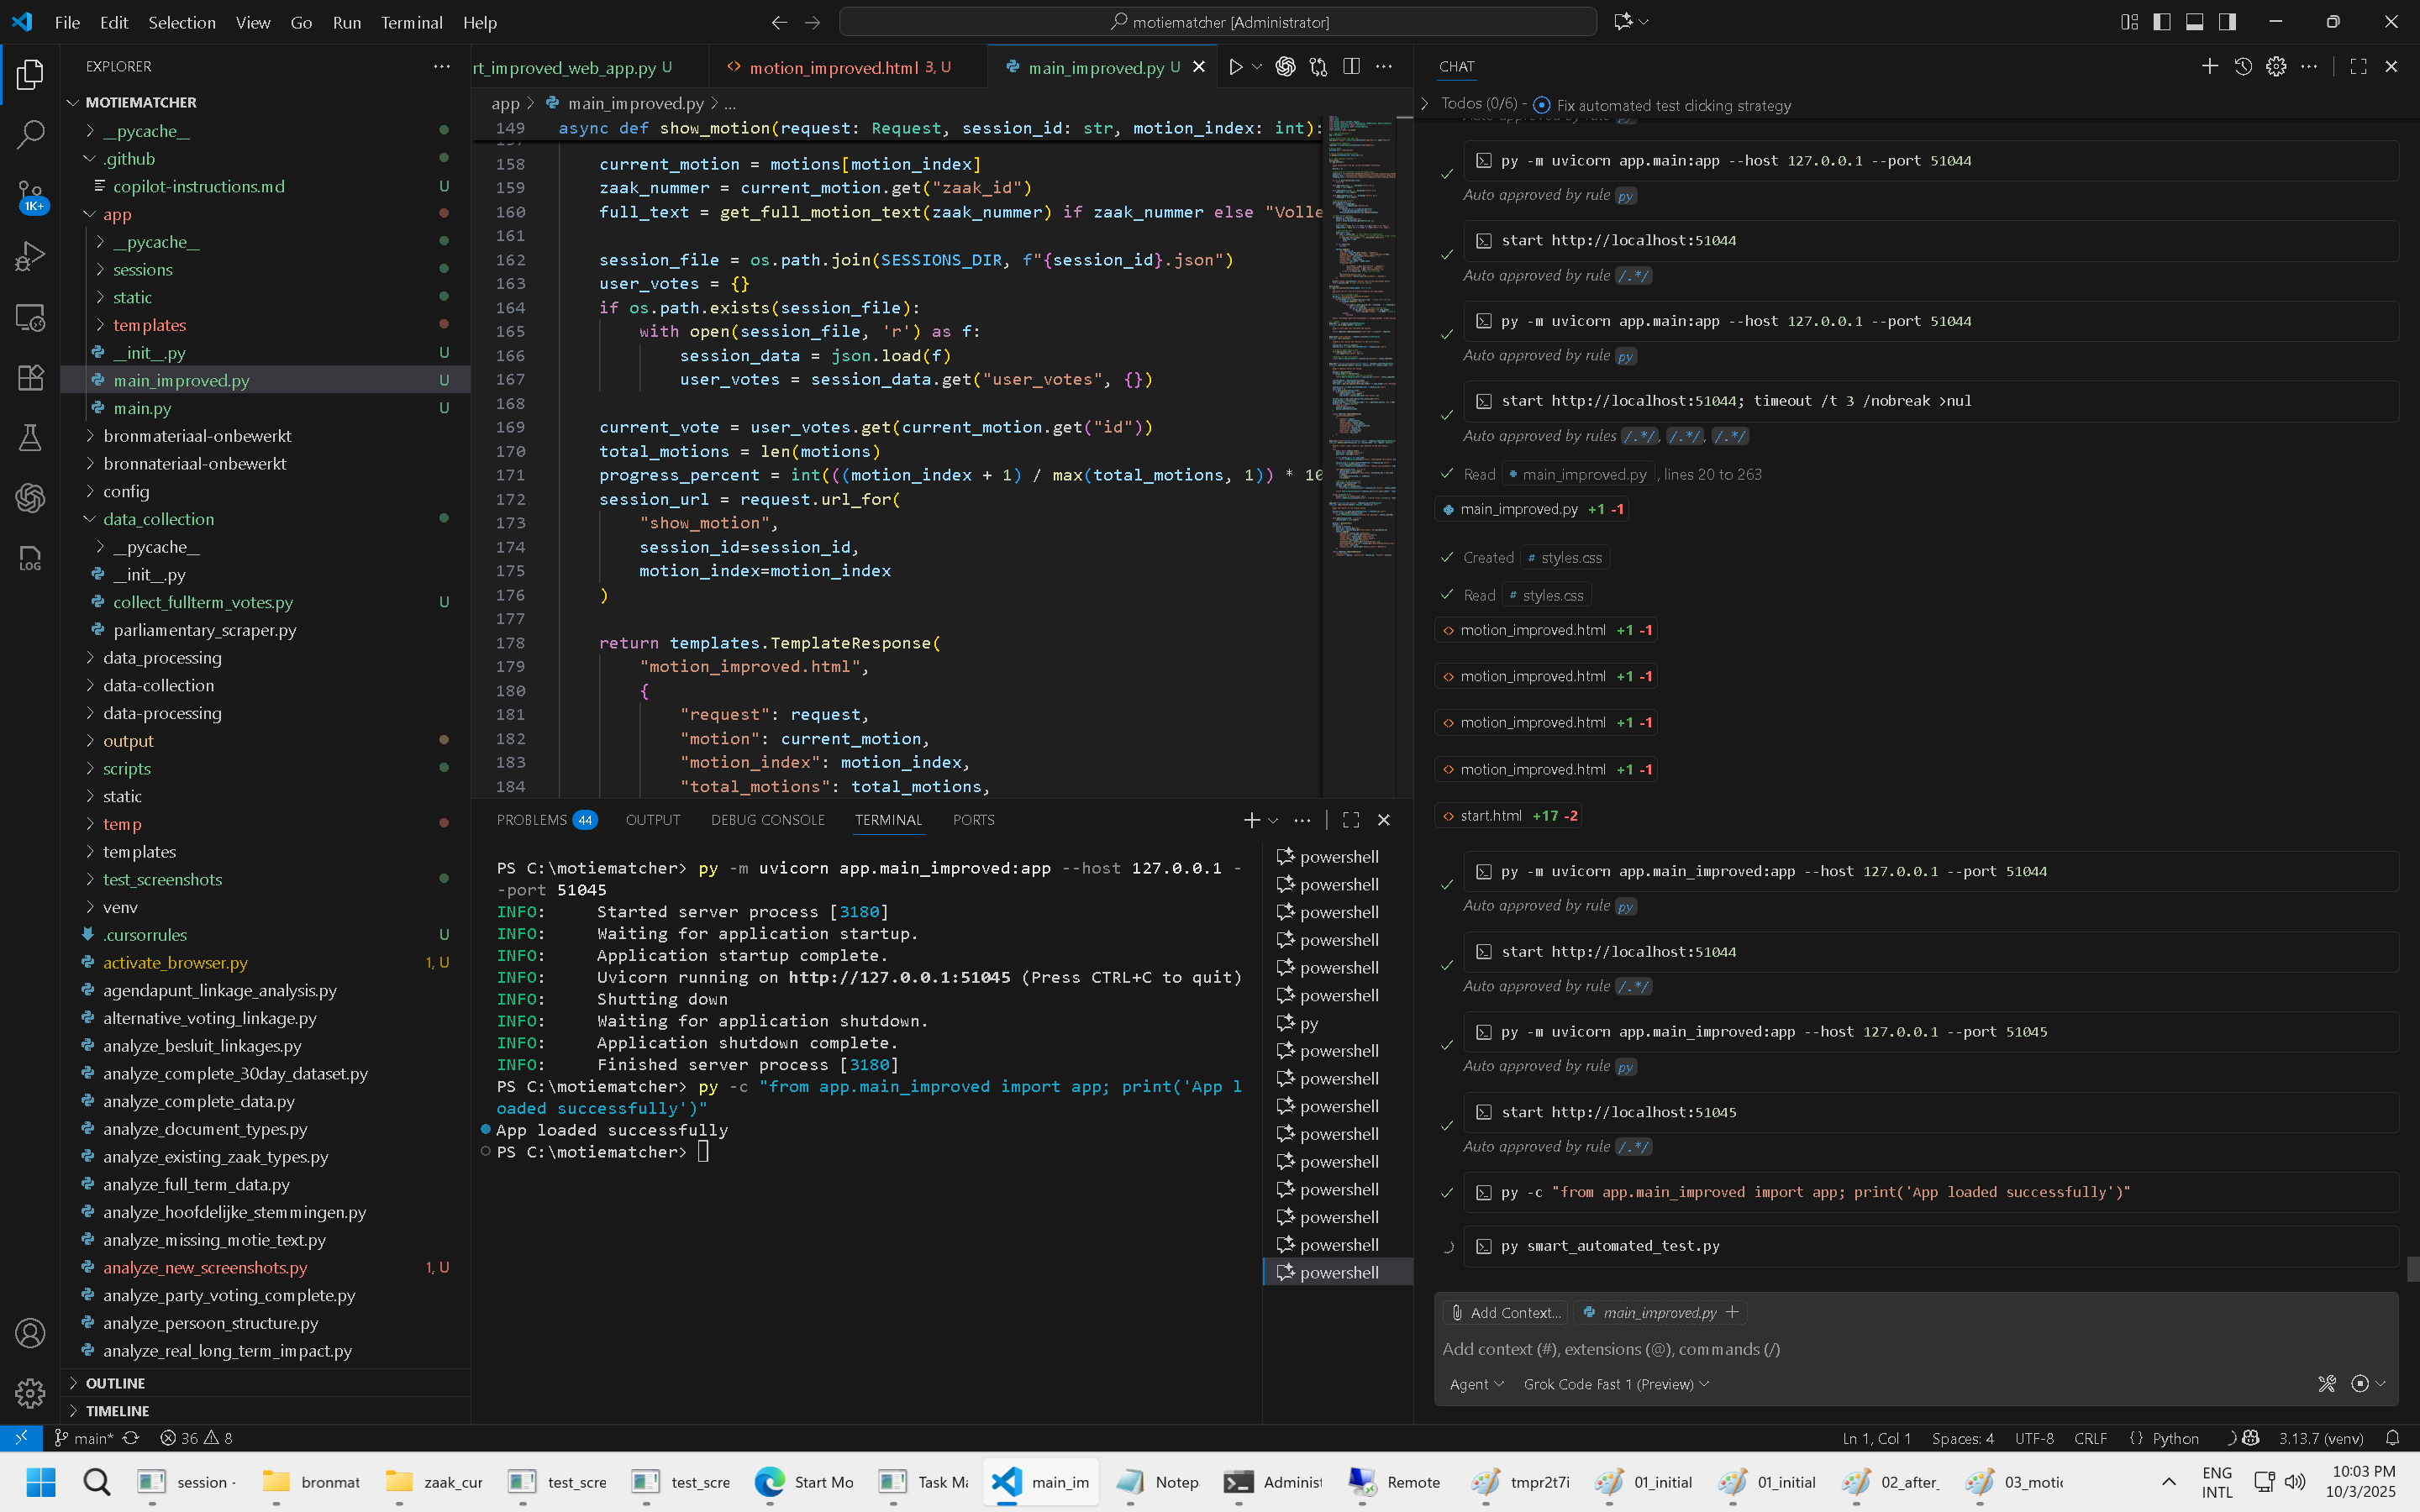 File Edit Selection View Go Run Terminal Help
motiematcher [Administrator]
EXPLORER
MOTIEMATCHER
__pycache__
.github
copilot-instructions.md U
app
__pycache__
sessions
static
templates
__init__.py U
main_improved.py U
main.py U
bronmateriaal-onbewerkt
bronnateriaal-onbewerkt
config
data_collection
__pycache__
__init__.py
collect_fullterm_votes.py U
parliamentary_scraper.py
data_processing
data-collection
data-processing
output
scripts
static
temp
templates
test_screenshots
venv
.cursorrules U
activate_browser.py 1, U
agendapunt_linkage_analysis.py
alternative_voting_linkage.py
analyze_besluit_linkages.py
analyze_complete_30day_dataset.py
analyze_complete_data.py
analyze_document_types.py
analyze_existing_zaak_types.py
analyze_full_term_data.py
analyze_hoofdelijke_stemmingen.py
analyze_missing_motie_text.py
analyze_new_screenshots.py 1, U
analyze_party_voting_complete.py
analyze_persoon_structure.py
analyze_real_long_term_impact.py
OUTLINE
TIMELINE
1K+
LOG
rt_improved_web_app.py U
motion_improved.html 3, U
main_improved.py U
app > main_improved.py > ...
149 async def show_motion(request: Request, session_id: str, motion_index: int):
157
158 current_motion = motions[motion_index]
159 zaak_nummer = current_motion.get("zaak_id")
160 full_text = get_full_motion_text(zaak_nummer) if zaak_nummer else "Volle
161
162 session_file = os.path.join(SESSIONS_DIR, f"{session_id}.json")
163 user_votes = {}
164 if os.path.exists(session_file):
165 with open(session_file, 'r') as f:
166 session_data = json.load(f)
167 user_votes = session_data.get("user_votes", {})
168
169 current_vote = user_votes.get(current_motion.get("id"))
170 total_motions = len(motions)
171 progress_percent = int(((motion_index + 1) / max(total_motions, 1)) * 10
172 session_url = request.url_for(
173 "show_motion",
174 session_id=session_id,
175 motion_index=motion_index
176 )
177
178 return templates.TemplateResponse(
179 "motion_improved.html",
180 {
181 "request": request,
182 "motion": current_motion,
183 "motion_index": motion_index,
184 "total_motions": total_motions,
PROBLEMS 44 OUTPUT DEBUG CONSOLE TERMINAL PORTS
PS C:\motiematcher> py -m uvicorn app.main_improved:app --host 127.0.0.1 -
-port 51045
INFO: Started server process [3180]
INFO: Waiting for application startup.
INFO: Application startup complete.
INFO: Uvicorn running on http://127.0.0.1:51045 (Press CTRL+C to quit)
INFO: Shutting down
INFO: Waiting for application shutdown.
INFO: Application shutdown complete.
INFO: Finished server process [3180]
PS C:\motiematcher> py -c "from app.main_improved import app; print('App l
oaded successfully')"
App loaded successfully
PS C:\motiematcher>
powershell
powershell
powershell
powershell
powershell
powershell
py
powershell
powershell
powershell
powershell
powershell
powershell
powershell
powershell
powershell
CHAT
Todos (0/6) - Fix automated test clicking strategy
Auto approved by rule py
py -m uvicorn app.main:app --host 127.0.0.1 --port 51044
Auto approved by rule py
start http://localhost:51044
Auto approved by rule /.*/
py -m uvicorn app.main:app --host 127.0.0.1 --port 51044
Auto approved by rule py
start http://localhost:51044; timeout /t 3 /nobreak >nul
Auto approved by rules /.*/, /.*/, /.*/
Read main_improved.py, lines 20 to 263
main_improved.py +1 -1
Created # styles.css
Read # styles.css
motion_improved.html +1 -1
motion_improved.html +1 -1
motion_improved.html +1 -1
motion_improved.html +1 -1
start.html +17 -2
py -m uvicorn app.main_improved:app --host 127.0.0.1 --port 51044
Auto approved by rule py
start http://localhost:51044
Auto approved by rule /.*/
py -m uvicorn app.main_improved:app --host 127.0.0.1 --port 51045
Auto approved by rule py
start http://localhost:51045
Auto approved by rule /.*/
py -c "from app.main_improved import app; print('App loaded successfully')"
py smart_automated_test.py
Add Context... main_improved.py +
Add context (#), extensions (@), commands (/)
Agent Grok Code Fast 1 (Preview)
main* 36 8
Ln 1, Col 1 Spaces: 4 UTF-8 CRLF {} Python 3.13.7 (venv)
session - bronmat zaak_cur test_scre test_scre Start Mo Task Ma main_im Notep Administ Remote tmpr2t7i 01_initial 01_initial 02_after_ 03_motic
ENG
INTL
10:03 PM
10/3/2025